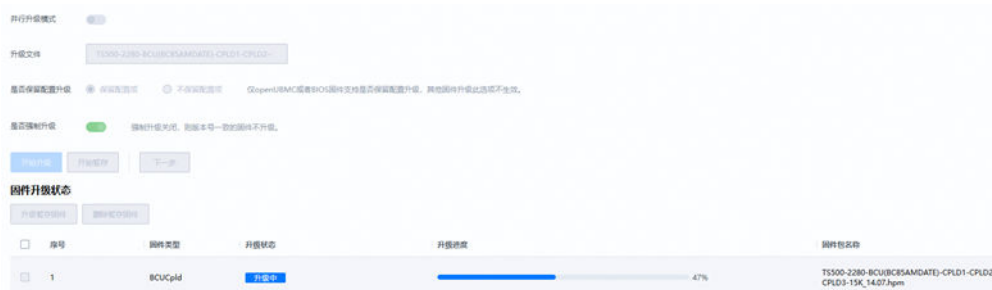 并行升级模式
升级文件 TS500-2280-BCU(BC85AMDATE)-CPLD1-CPLD2-
是否保留配置升级 保留配置项 不保留配置项 仅openUBMC或者BIOS固件支持是否保留配置升级，其他固件升级此选项不生效。
是否强制升级 强制升级关闭，则版本号一致的固件不升级。
开始升级 开始暂存 下一步
固件升级状态
升级暂存固件 删除暂存固件
序号 固件类型 升级状态 升级进度 固件包名称
1 BCUCpld 升级中 47% TS500-2280-BCU(BC85AMDATE)-CPLD1-CPLD2
CPLD3-15K_14.07.hpm